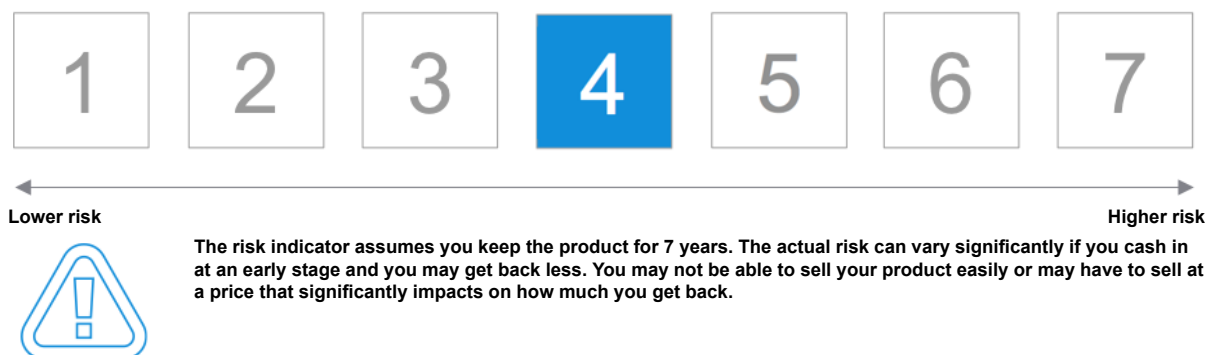 1 2 3 4 5 6 7
Lower risk Higher risk
The risk indicator assumes you keep the product for 7 years. The actual risk can vary significantly if you cash in
at an early stage and you may get back less. You may not be able to sell your product easily or may have to sell at
a price that significantly impacts on how much you get back.